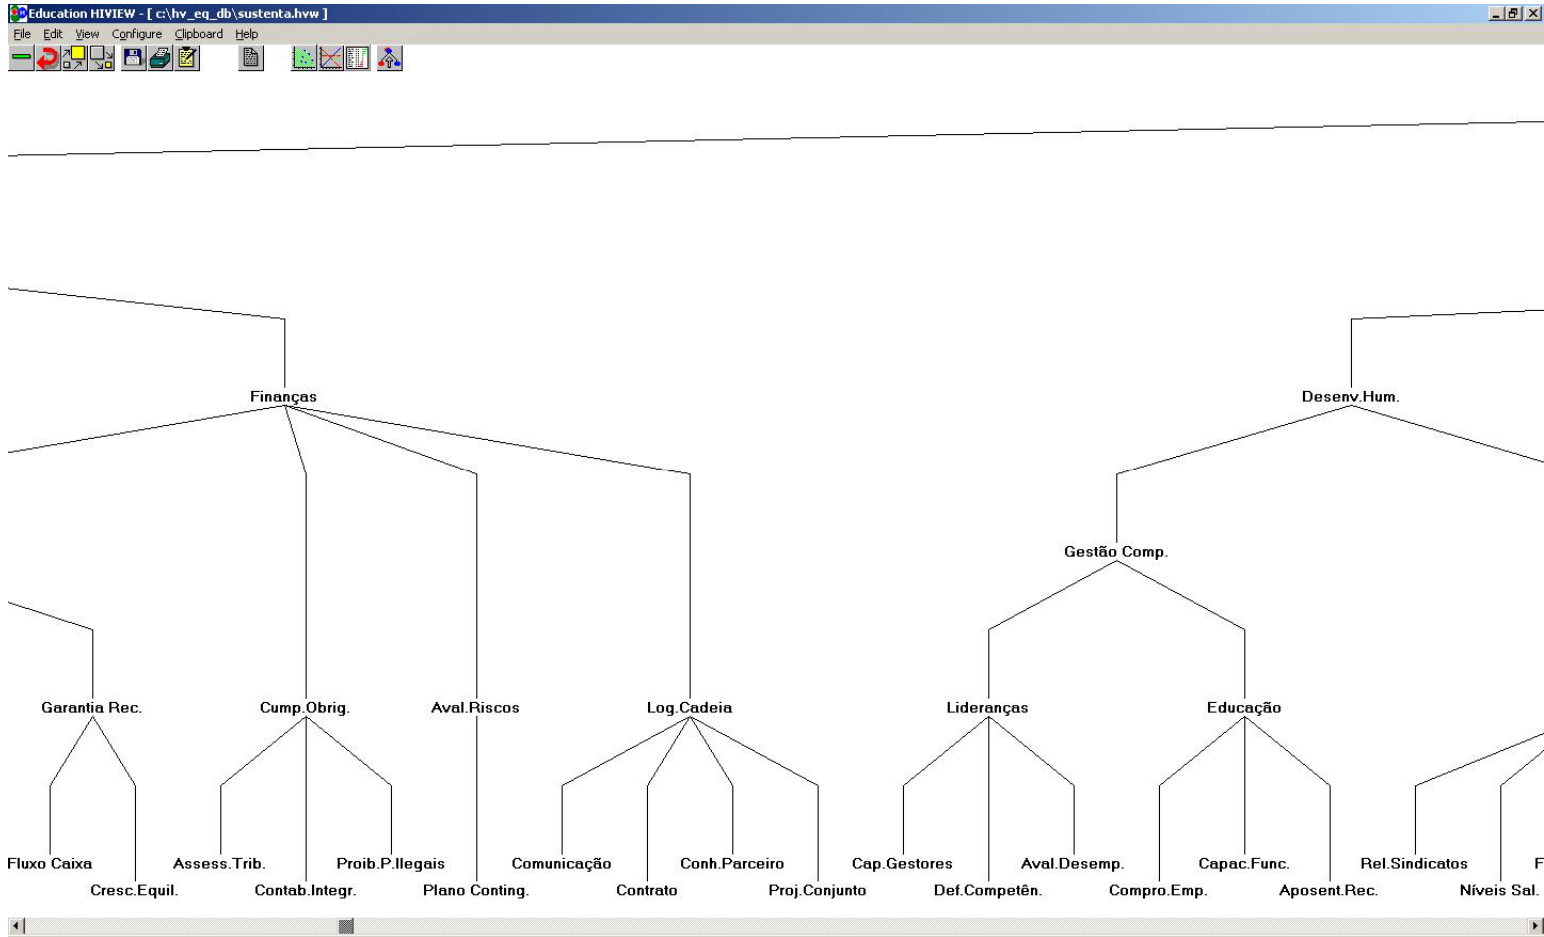 Education HIVIEW - [ c:\hv_eq_db\sustenta.hvw ]
File Edit View Configure Clipboard Help
Finanças Desenv.Hum.
Gestão Comp.
Garantia Rec. Cump.Obrig. Aval.Riscos Log.Cadeia Lideranças Educação
Fluxo Caixa Assess.Trib. Proib.P.Ilegais Comunicação Conh.Parceiro Cap.Gestores Aval.Desemp. Capac.Func. Rel.Sindicatos F
Cresc.Equil. Contab.Integr. Plano Conting. Contrato Proj.Conjunto Def.Competên. Compro.Emp. Aposent.Rec. Níveis Sal.